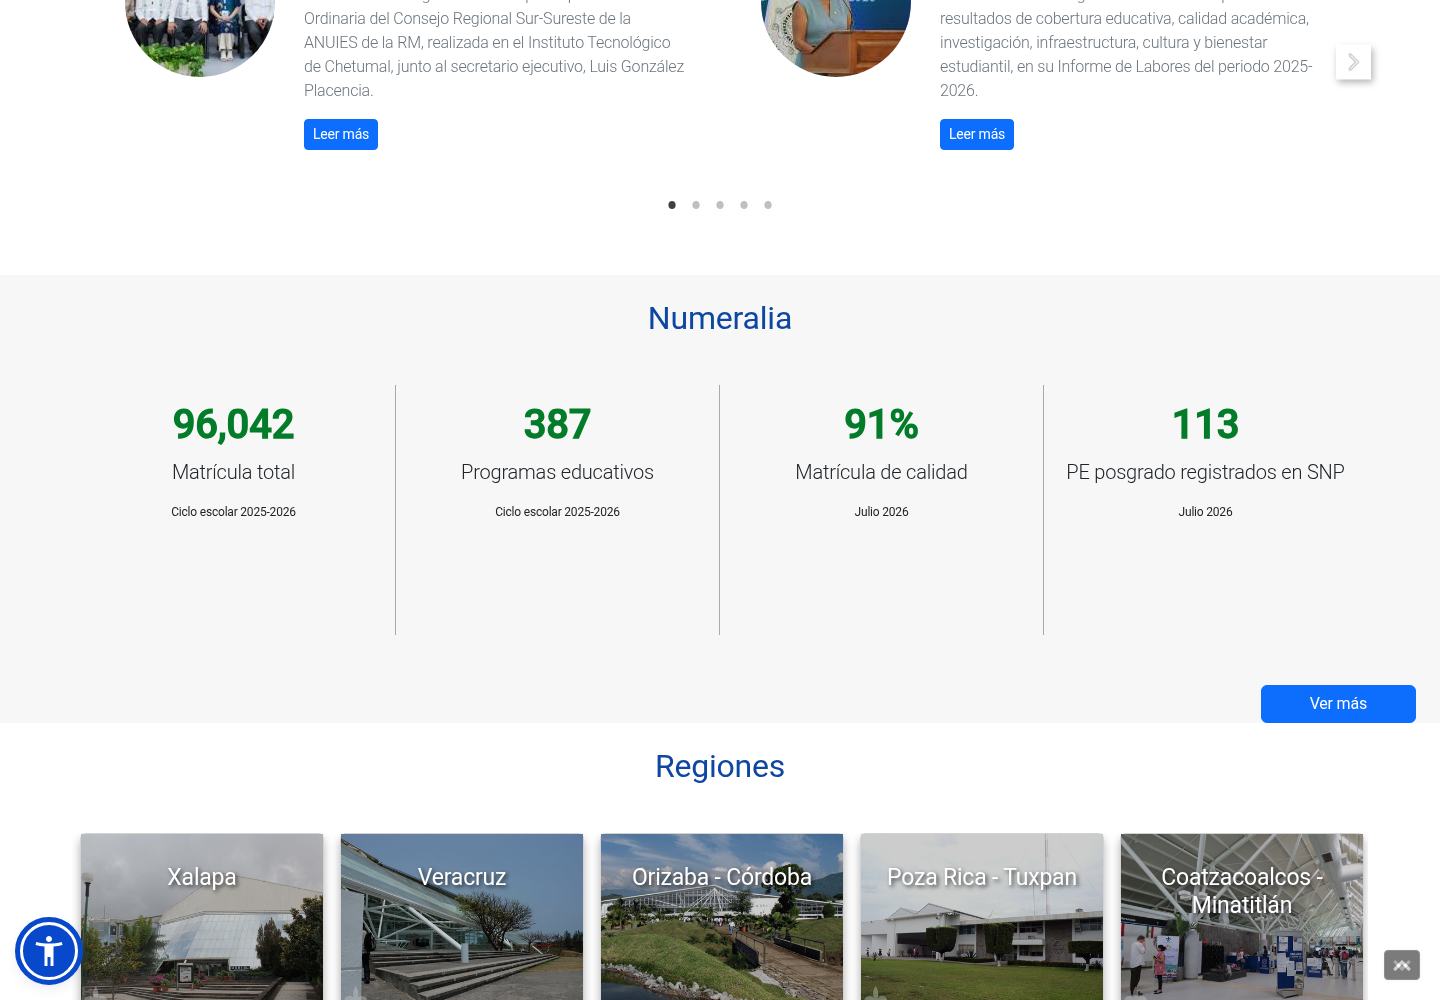 Ordinaria del Consejo Regional Sur-Sureste de la
ANUIES de la RM, realizada en el Instituto Tecnológico
de Chetumal, junto al secretario ejecutivo, Luis González
Placencia.
Leer más
resultados de cobertura educativa, calidad académica,
investigación, infraestructura, cultura y bienestar
estudiantil, en su Informe de Labores del periodo 2025-
2026.
Leer más
Numeralia
96,042
Matrícula total
Ciclo escolar 2025-2026
387
Programas educativos
Ciclo escolar 2025-2026
91%
Matrícula de calidad
Julio 2026
113
PE posgrado registrados en SNP
Julio 2026
Ver más
Regiones
Xalapa
Veracruz
Orizaba - Córdoba
Poza Rica - Tuxpan
Coatzacoalcos -
Minatitlán